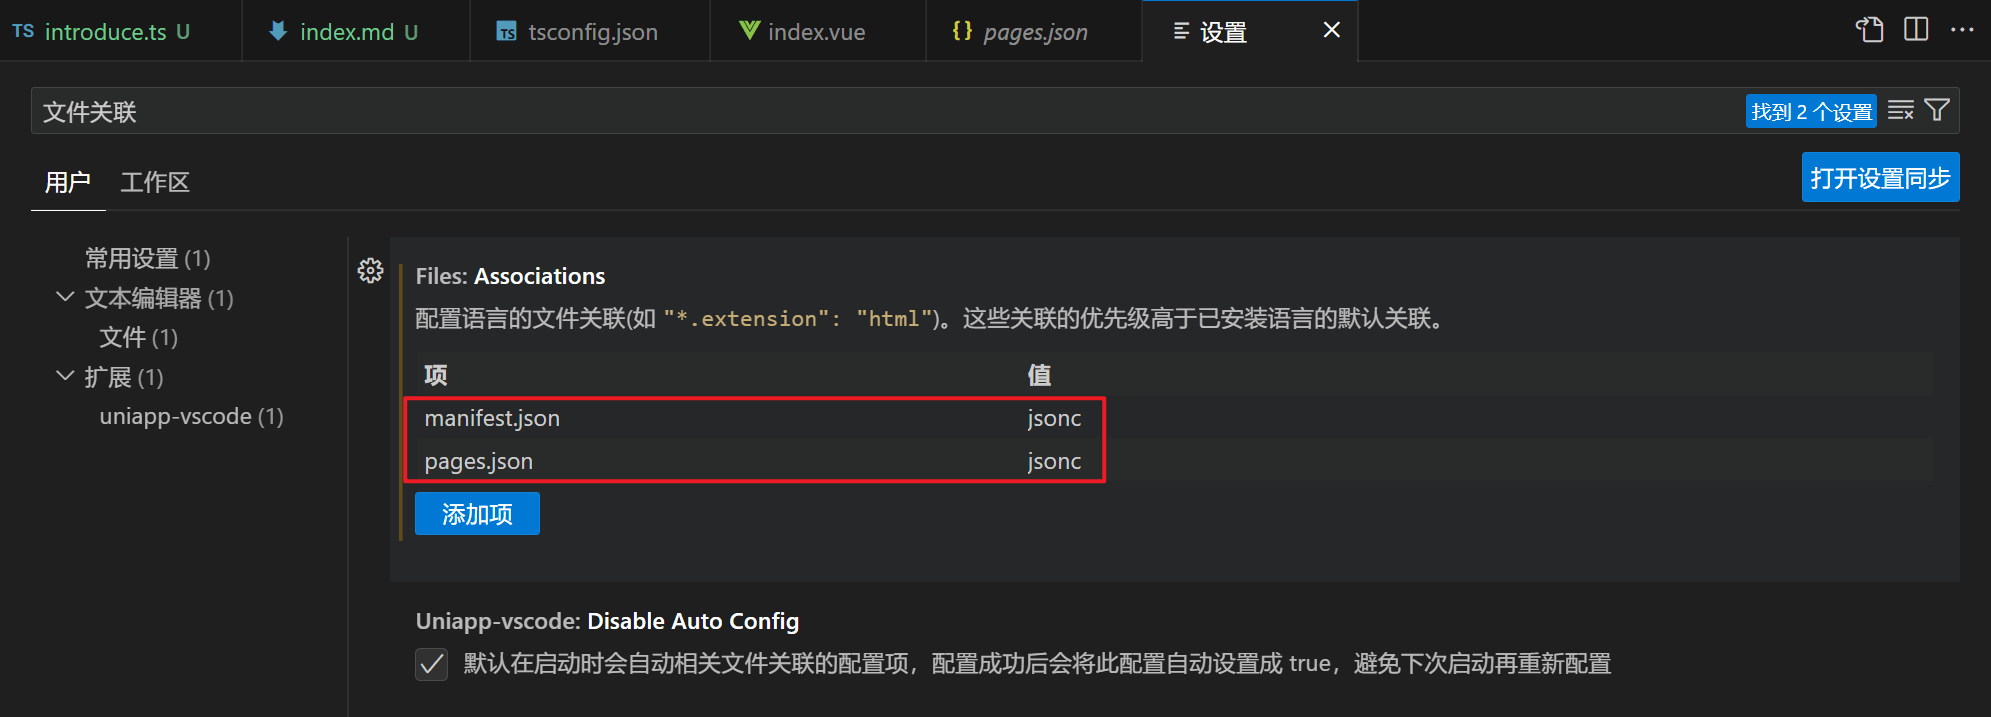 TS introduce.ts U
index.md U
TS tsconfig.json
index.vue
{} pages.json
设置
文件关联
找到 2 个设置
用户
工作区
打开设置同步
常用设置 (1)
文本编辑器 (1)
文件 (1)
扩展 (1)
uniapp-vscode (1)
Files: Associations
配置语言的文件关联(如 "*.extension": "html")。这些关联的优先级高于已安装语言的默认关联。
项 值
manifest.json jsonc
pages.json jsonc
添加项
Uniapp-vscode: Disable Auto Config
默认在启动时会自动相关文件关联的配置项，配置成功后会将此配置自动设置成 true，避免下次启动再重新配置